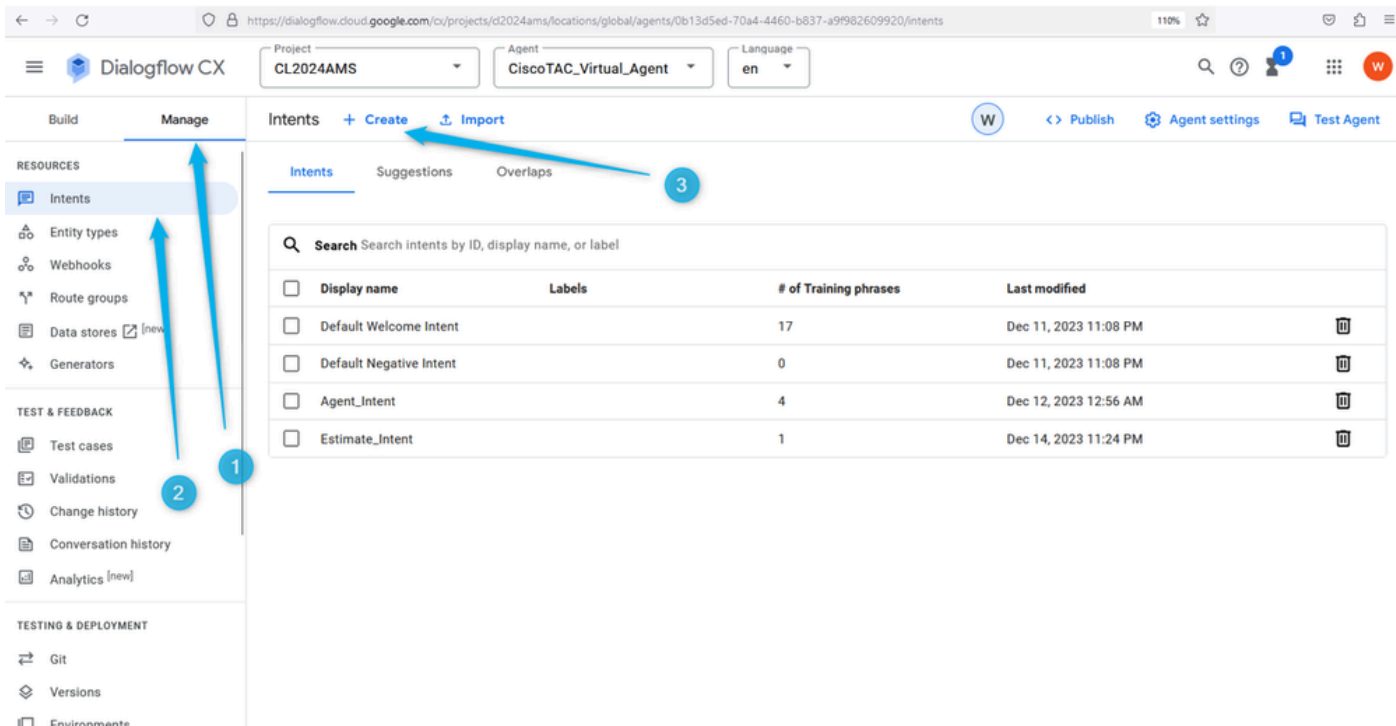 https://dialogflow.cloud.google.com/cx/projects/d2024ams/locations/global/agents/0b13d5ed-70a4-4460-b837-a9f982609920/intents 110%
Dialogflow CX
Project
CL2024AMS
Agent
CiscoTAC_Virtual_Agent
Language
en
1
W
Build Manage
Intents + Create Import W <> Publish Agent settings Test Agent
RESOURCES
Intents
Entity types
Webhooks
Route groups
Data stores [new
Generators
TEST & FEEDBACK
Test cases
Validations
Change history
Conversation history
Analytics [new]
TESTING & DEPLOYMENT
Git
Versions
Environments
Intents Suggestions Overlaps
3
Search Search intents by ID, display name, or label
Display name Labels # of Training phrases Last modified
Default Welcome Intent 17 Dec 11, 2023 11:08 PM
Default Negative Intent 0 Dec 11, 2023 11:08 PM
Agent_Intent 4 Dec 12, 2023 12:56 AM
Estimate_Intent 1 Dec 14, 2023 11:24 PM
1
2